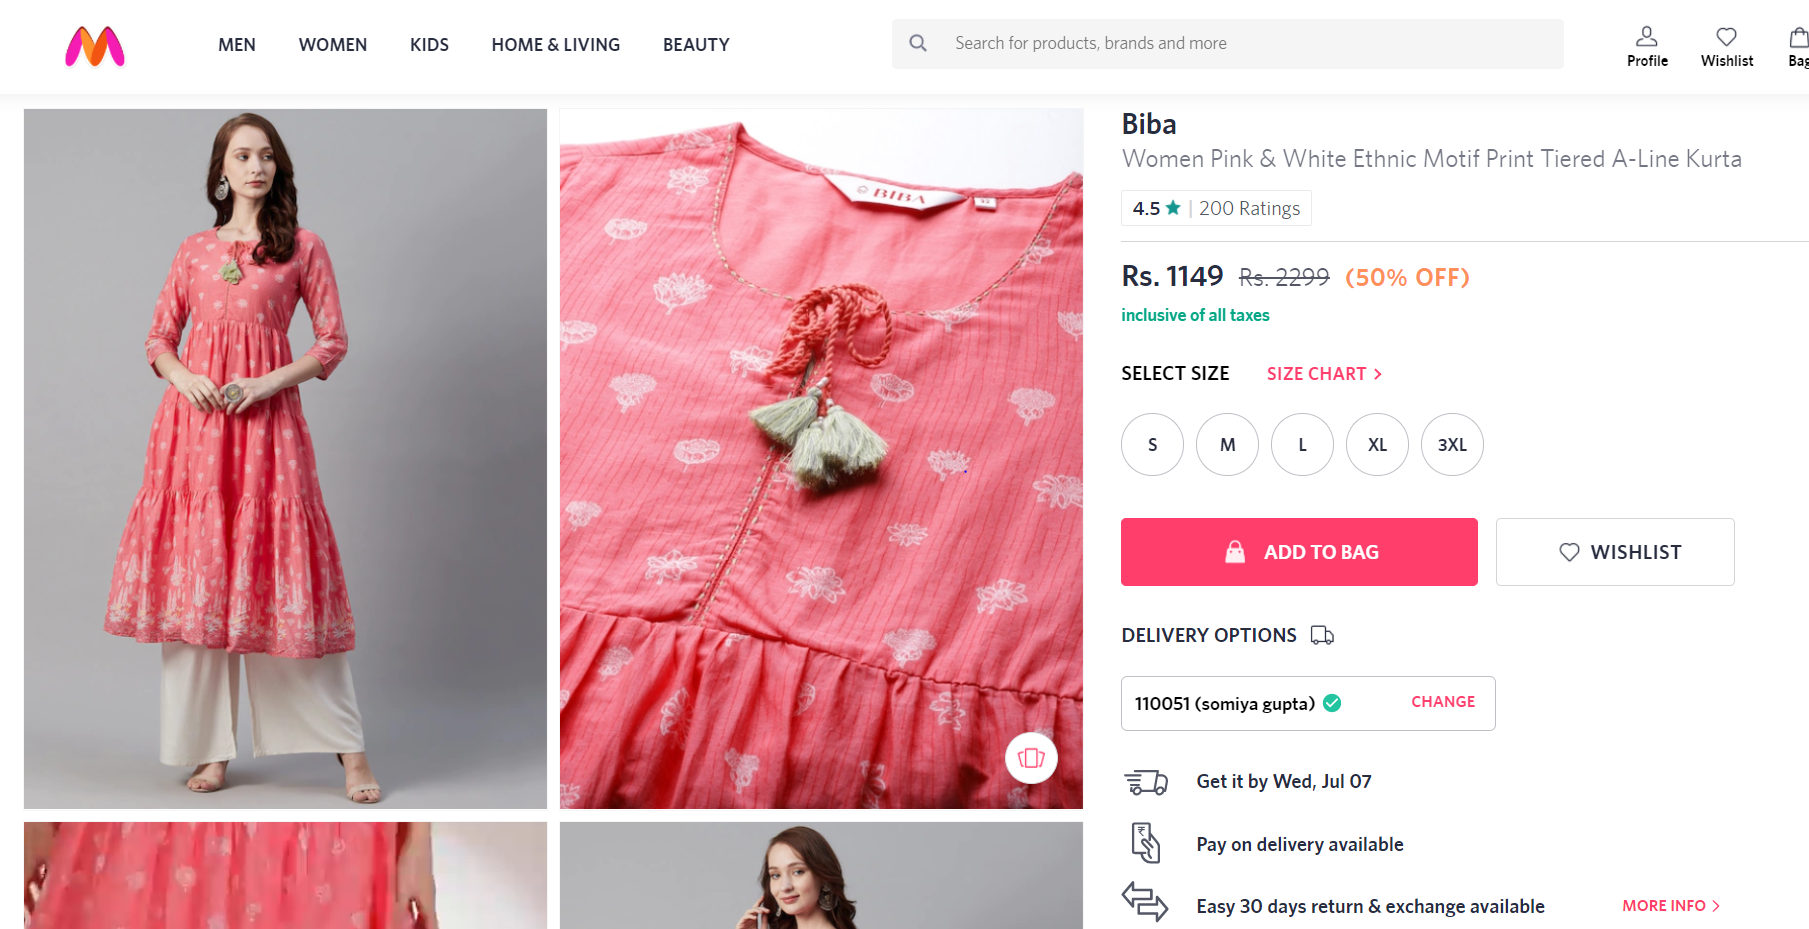 MEN WOMEN KIDS HOME & LIVING BEAUTY
Search for products, brands and more
Profile Wishlist Bag
BIBA
Biba
Women Pink & White Ethnic Motif Print Tiered A-Line Kurta
4.5 ★ | 200 Ratings
Rs. 1149 Rs. 2299 (50% OFF)
inclusive of all taxes
SELECT SIZE SIZE CHART >
S M L XL 3XL
ADD TO BAG WISHLIST
DELIVERY OPTIONS
110051 (somiya gupta) CHANGE
Get it by Wed, Jul 07
Pay on delivery available
Easy 30 days return & exchange available MORE INFO >